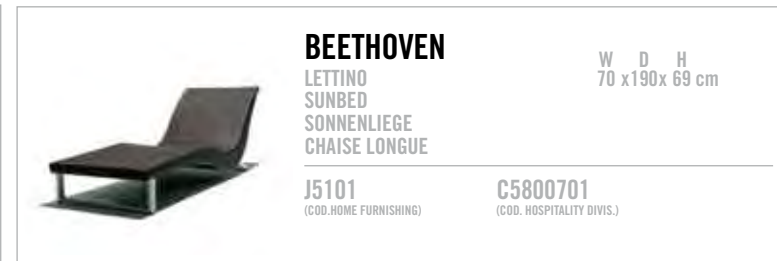 BEETHOVEN
LETTINO
SUNBED
SONNENLIEGE
CHAISE LONGUE
W D H
70 x190x 69 cm
J5101
(COD.HOME FURNISHING)
C5800701
(COD. HOSPITALITY DIVIS.)